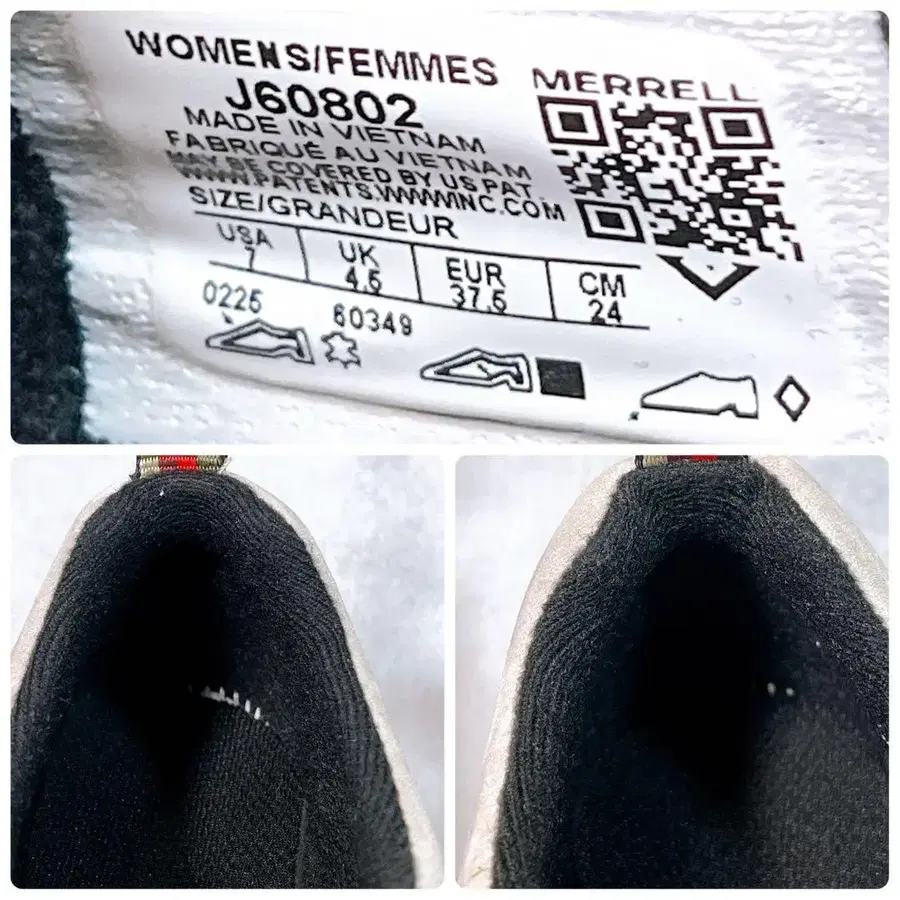 WOMENS/FEMMES
J60802
MADE IN VIETNAM
FABRIQUÉ AU VIETNAM
MAY BE COVERED BY US PAT.
WWW.PATENTS.WWWINC.COM
SIZE/GRANDEUR
USA UK EUR CM
7 4.5 37.5 24
0225 60349
MERRELL